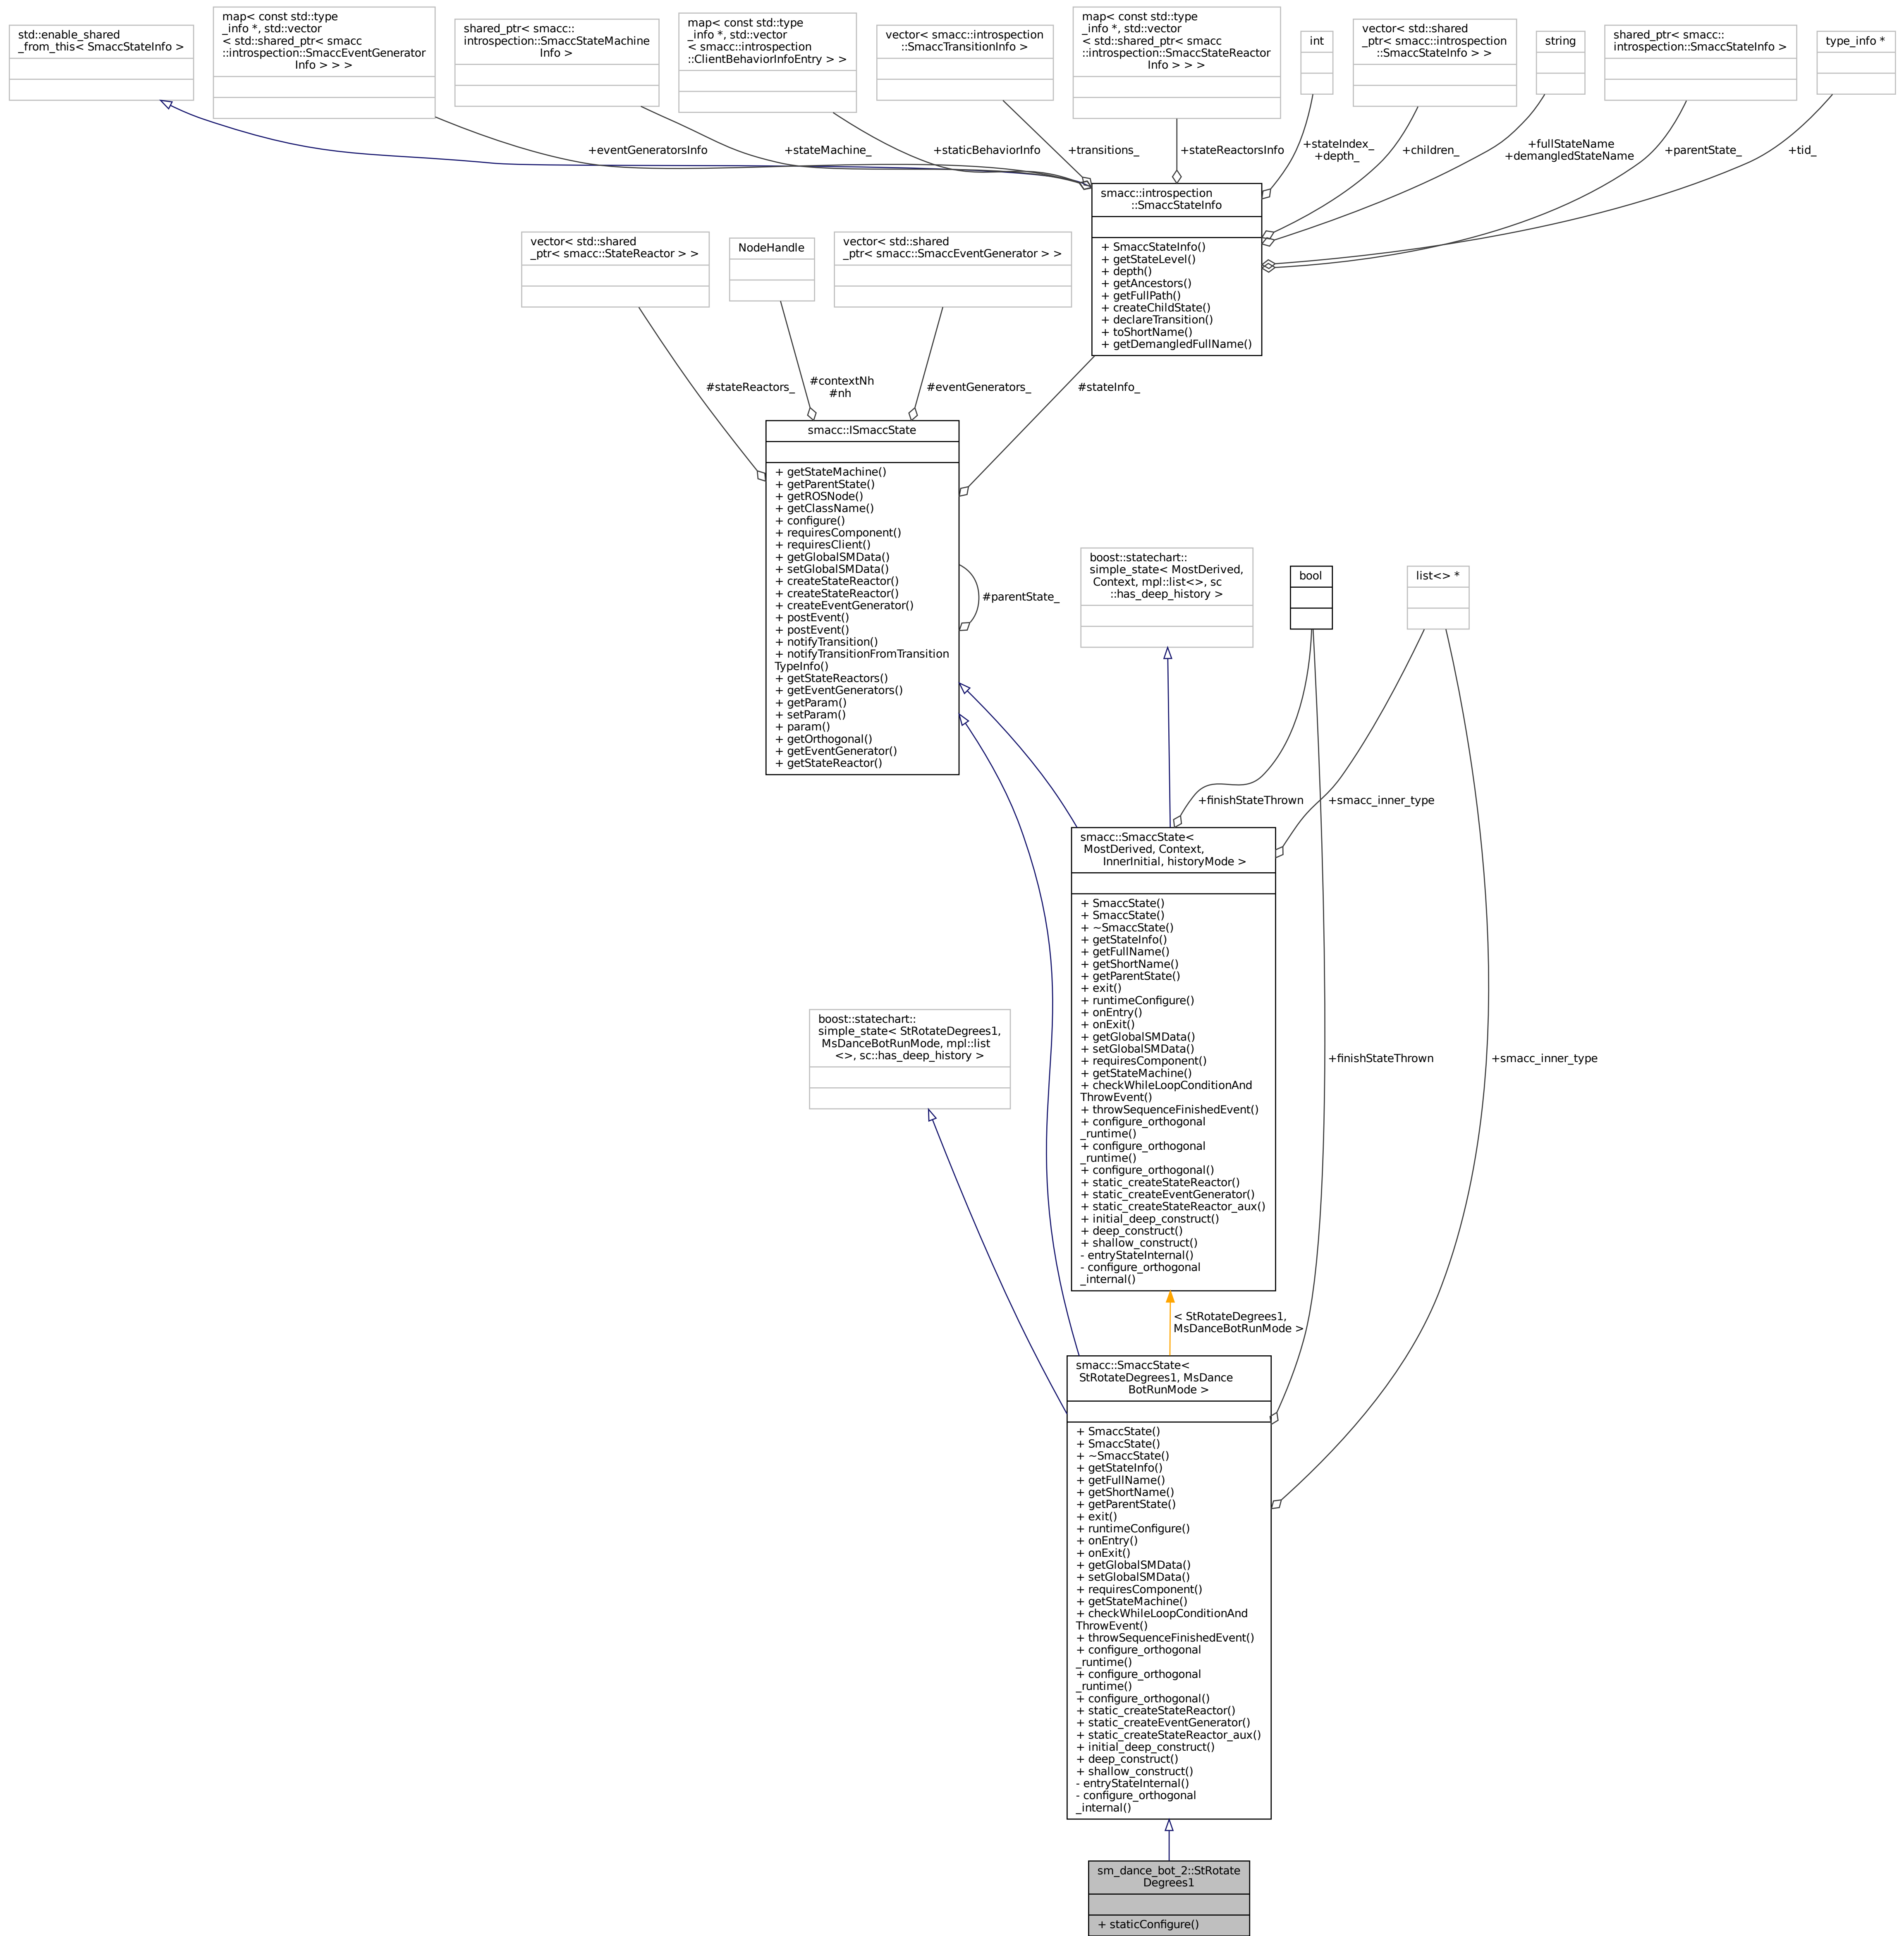 std::enable_shared
_from_this< SmaccStateInfo >
map< const std::type
_info *, std::vector
< std::shared_ptr< smacc
::introspection::SmaccEventGenerator
Info > > >
shared_ptr< smacc::
introspection::SmaccStateMachine
Info >
map< const std::type
_info *, std::vector
< smacc::introspection
::ClientBehaviorInfoEntry > >
vector< smacc::introspection
::SmaccTransitionInfo >
map< const std::type
_info *, std::vector
< std::shared_ptr< smacc
::introspection::SmaccStateReactor
Info > > >
int
vector< std::shared
_ptr< smacc::introspection
::SmaccStateInfo > >
string
shared_ptr< smacc::
introspection::SmaccStateInfo >
type_info *
+eventGeneratorsInfo
+stateMachine_
+staticBehaviorInfo
+transitions_
+stateReactorsInfo
+stateIndex_
+depth_
+children_
+fullStateName
+demangledStateName
+parentState_
+tid_
smacc::introspection
::SmaccStateInfo
+ SmaccStateInfo()
+ getStateLevel()
+ depth()
+ getAncestors()
+ getFullPath()
+ createChildState()
+ declareTransition()
+ toShortName()
+ getDemangledFullName()
vector< std::shared
_ptr< smacc::StateReactor > >
NodeHandle
vector< std::shared
_ptr< smacc::SmaccEventGenerator > >
#stateReactors_
#contextNh
#nh
#eventGenerators_
#stateInfo_
smacc::ISmaccState
+ getStateMachine()
+ getParentState()
+ getROSNode()
+ getClassName()
+ configure()
+ requiresComponent()
+ requiresClient()
+ getGlobalSMData()
+ setGlobalSMData()
+ createStateReactor()
+ createStateReactor()
+ createEventGenerator()
+ postEvent()
+ postEvent()
+ notifyTransition()
+ notifyTransitionFromTransition
TypeInfo()
+ getStateReactors()
+ getEventGenerators()
+ getParam()
+ setParam()
+ param()
+ getOrthogonal()
+ getEventGenerator()
+ getStateReactor()
#parentState_
boost::statechart::
simple_state< MostDerived,
Context, mpl::list<>, sc
::has_deep_history >
bool
list<> *
+finishStateThrown
+smacc_inner_type
smacc::SmaccState<
MostDerived, Context,
InnerInitial, historyMode >
+ SmaccState()
+ SmaccState()
+ ~SmaccState()
+ getStateInfo()
+ getFullName()
+ getShortName()
+ getParentState()
+ exit()
+ runtimeConfigure()
+ onEntry()
+ onExit()
+ getGlobalSMData()
+ setGlobalSMData()
+ requiresComponent()
+ getStateMachine()
+ checkWhileLoopConditionAnd
ThrowEvent()
+ throwSequenceFinishedEvent()
+ configure_orthogonal
_runtime()
+ configure_orthogonal
_runtime()
+ configure_orthogonal()
+ static_createStateReactor()
+ static_createEventGenerator()
+ static_createStateReactor_aux()
+ initial_deep_construct()
+ deep_construct()
+ shallow_construct()
- entryStateInternal()
- configure_orthogonal
_internal()
boost::statechart::
simple_state< StRotateDegrees1,
MsDanceBotRunMode, mpl::list
<>, sc::has_deep_history >
+finishStateThrown
+smacc_inner_type
< StRotateDegrees1,
MsDanceBotRunMode >
smacc::SmaccState<
StRotateDegrees1, MsDance
BotRunMode >
+ SmaccState()
+ SmaccState()
+ ~SmaccState()
+ getStateInfo()
+ getFullName()
+ getShortName()
+ getParentState()
+ exit()
+ runtimeConfigure()
+ onEntry()
+ onExit()
+ getGlobalSMData()
+ setGlobalSMData()
+ requiresComponent()
+ getStateMachine()
+ checkWhileLoopConditionAnd
ThrowEvent()
+ throwSequenceFinishedEvent()
+ configure_orthogonal
_runtime()
+ configure_orthogonal
_runtime()
+ configure_orthogonal()
+ static_createStateReactor()
+ static_createEventGenerator()
+ static_createStateReactor_aux()
+ initial_deep_construct()
+ deep_construct()
+ shallow_construct()
- entryStateInternal()
- configure_orthogonal
_internal()
sm_dance_bot_2::StRotate
Degrees1
+ staticConfigure()